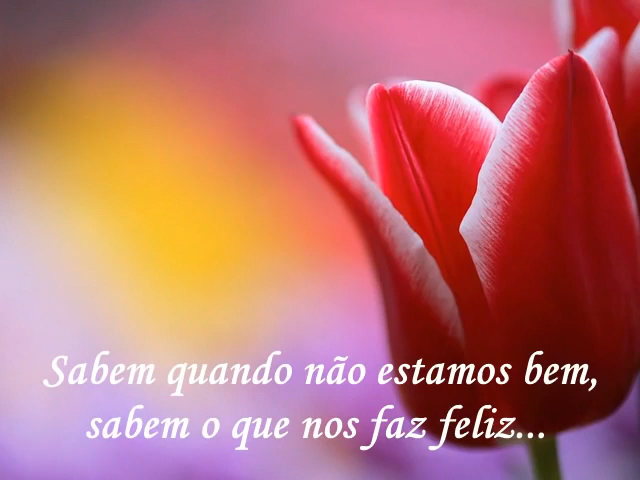 Sabem quando não estamos bem,
sabem o que nos faz feliz...